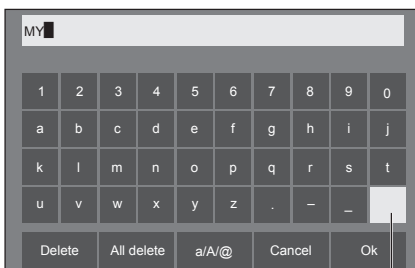 MY
1 2 3 4 5 6 7 8 9 0
a b c d e f g h i j
k l m n o p q r s t
u v w x y z . – _
Delete All delete a/A/@ Cancel Ok